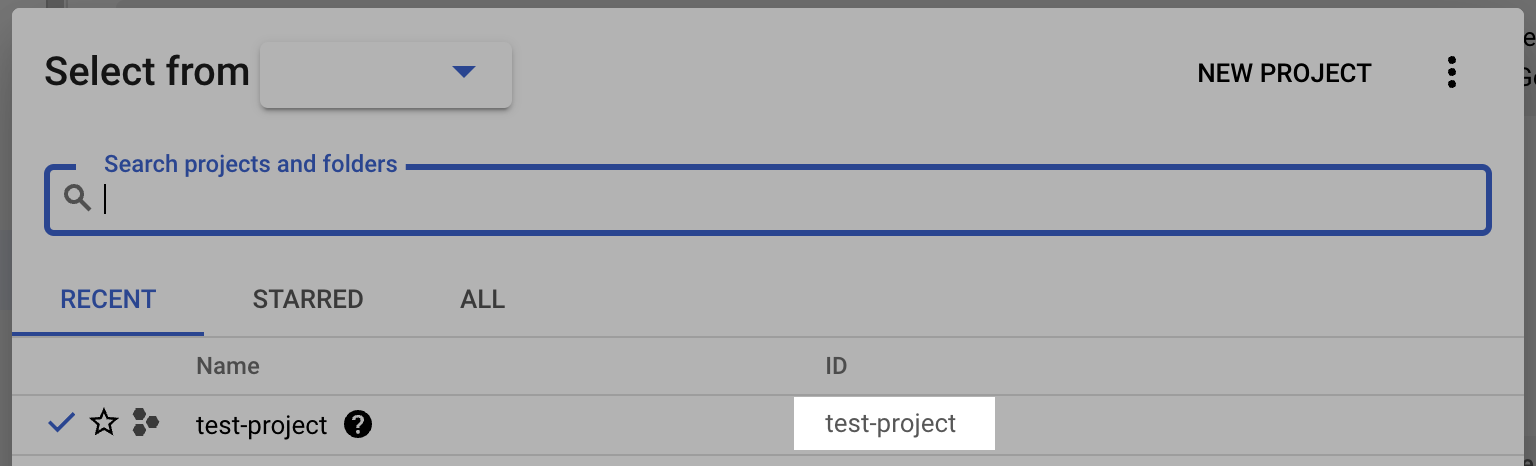 Select from
NEW PROJECT
Search projects and folders
RECENT STARRED ALL
Name ID
test-project test-project